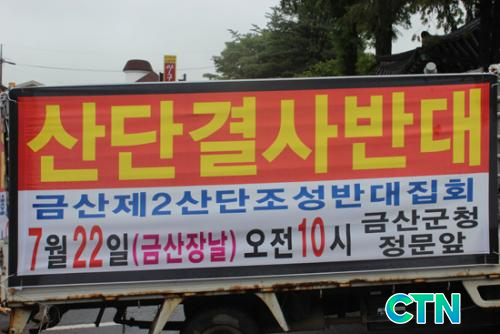 산단결사반대
금산제2산단조성반대집회
7월22일(금산장날) 오전10시 금산군청
정문앞
CTN